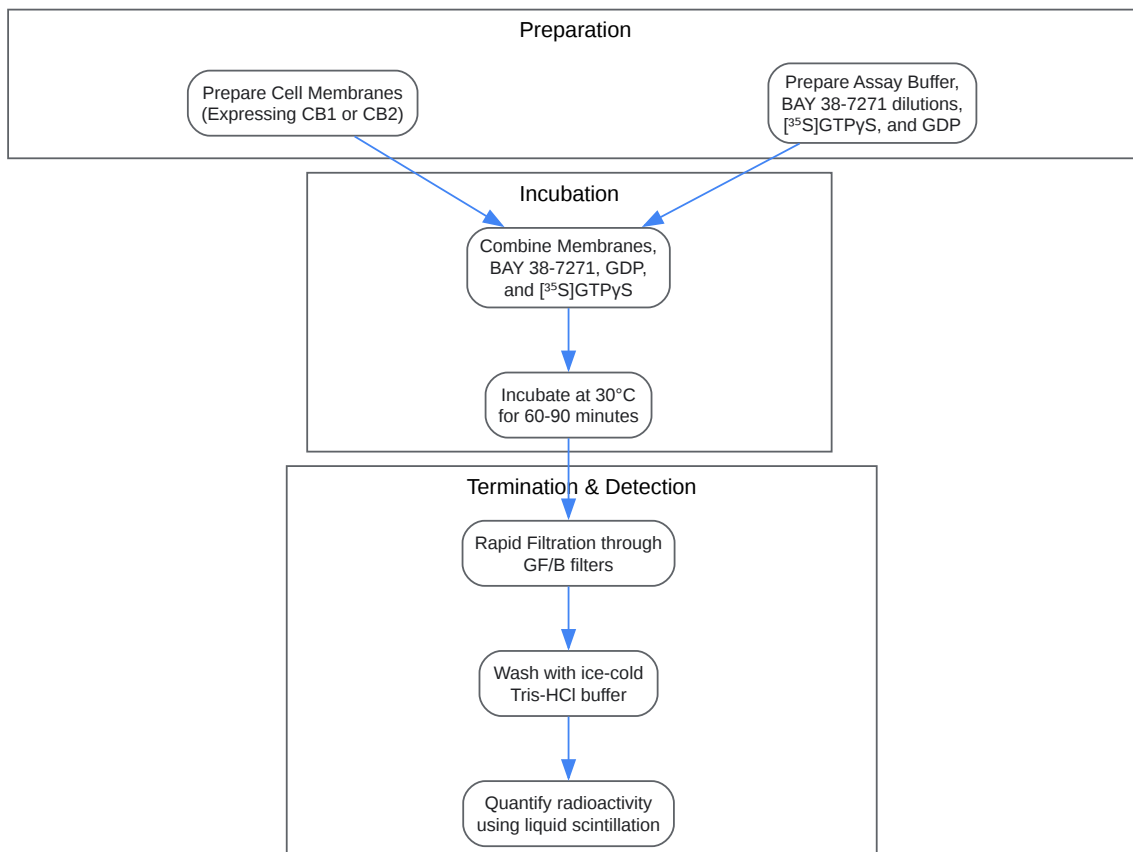 Preparation
Prepare Cell Membranes
(Expressing CB1 or CB2)
Prepare Assay Buffer,
BAY 38-7271 dilutions,
[³⁵S]GTPγS, and GDP
Incubation
Combine Membranes,
BAY 38-7271, GDP,
and [³⁵S]GTPγS
Incubate at 30°C
for 60-90 minutes
Termination & Detection
Rapid Filtration through
GF/B filters
Wash with ice-cold
Tris-HCl buffer
Quantify radioactivity
using liquid scintillation